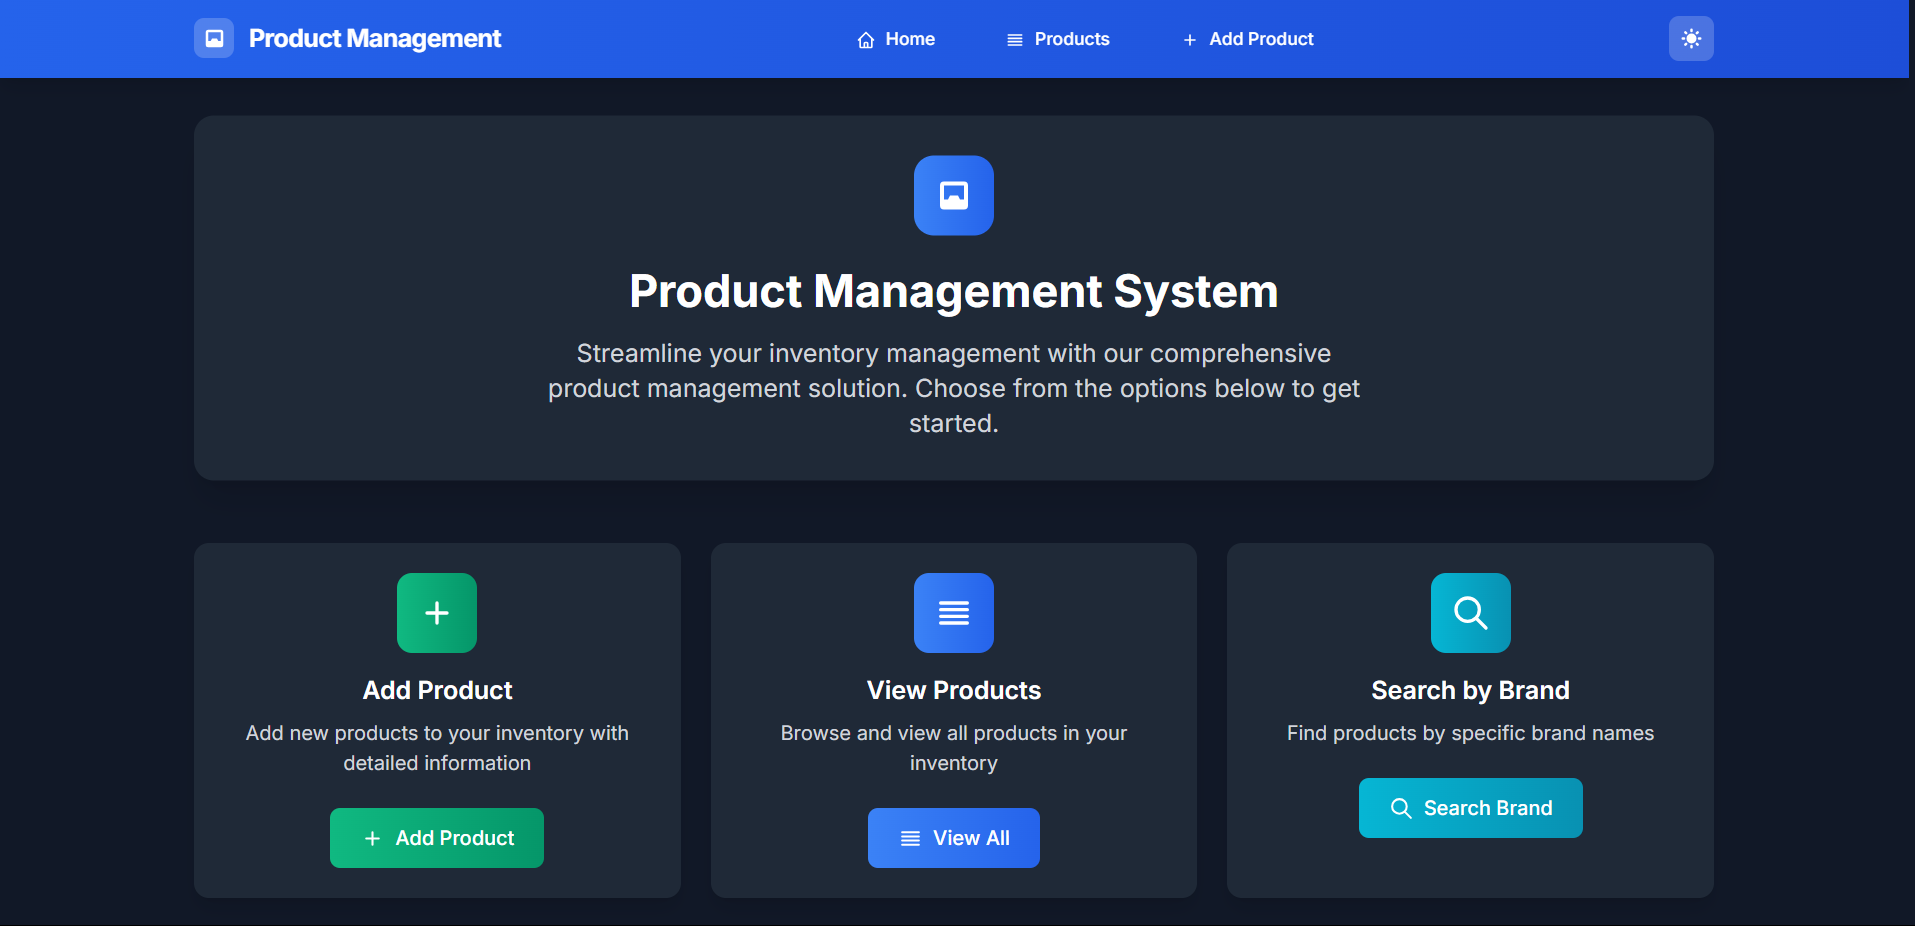 Product Management
Home
Products
Add Product
Product Management System
Streamline your inventory management with our comprehensive
product management solution. Choose from the options below to get
started.
Add Product
Add new products to your inventory with
detailed information
Add Product
View Products
Browse and view all products in your
inventory
View All
Search by Brand
Find products by specific brand names
Search Brand